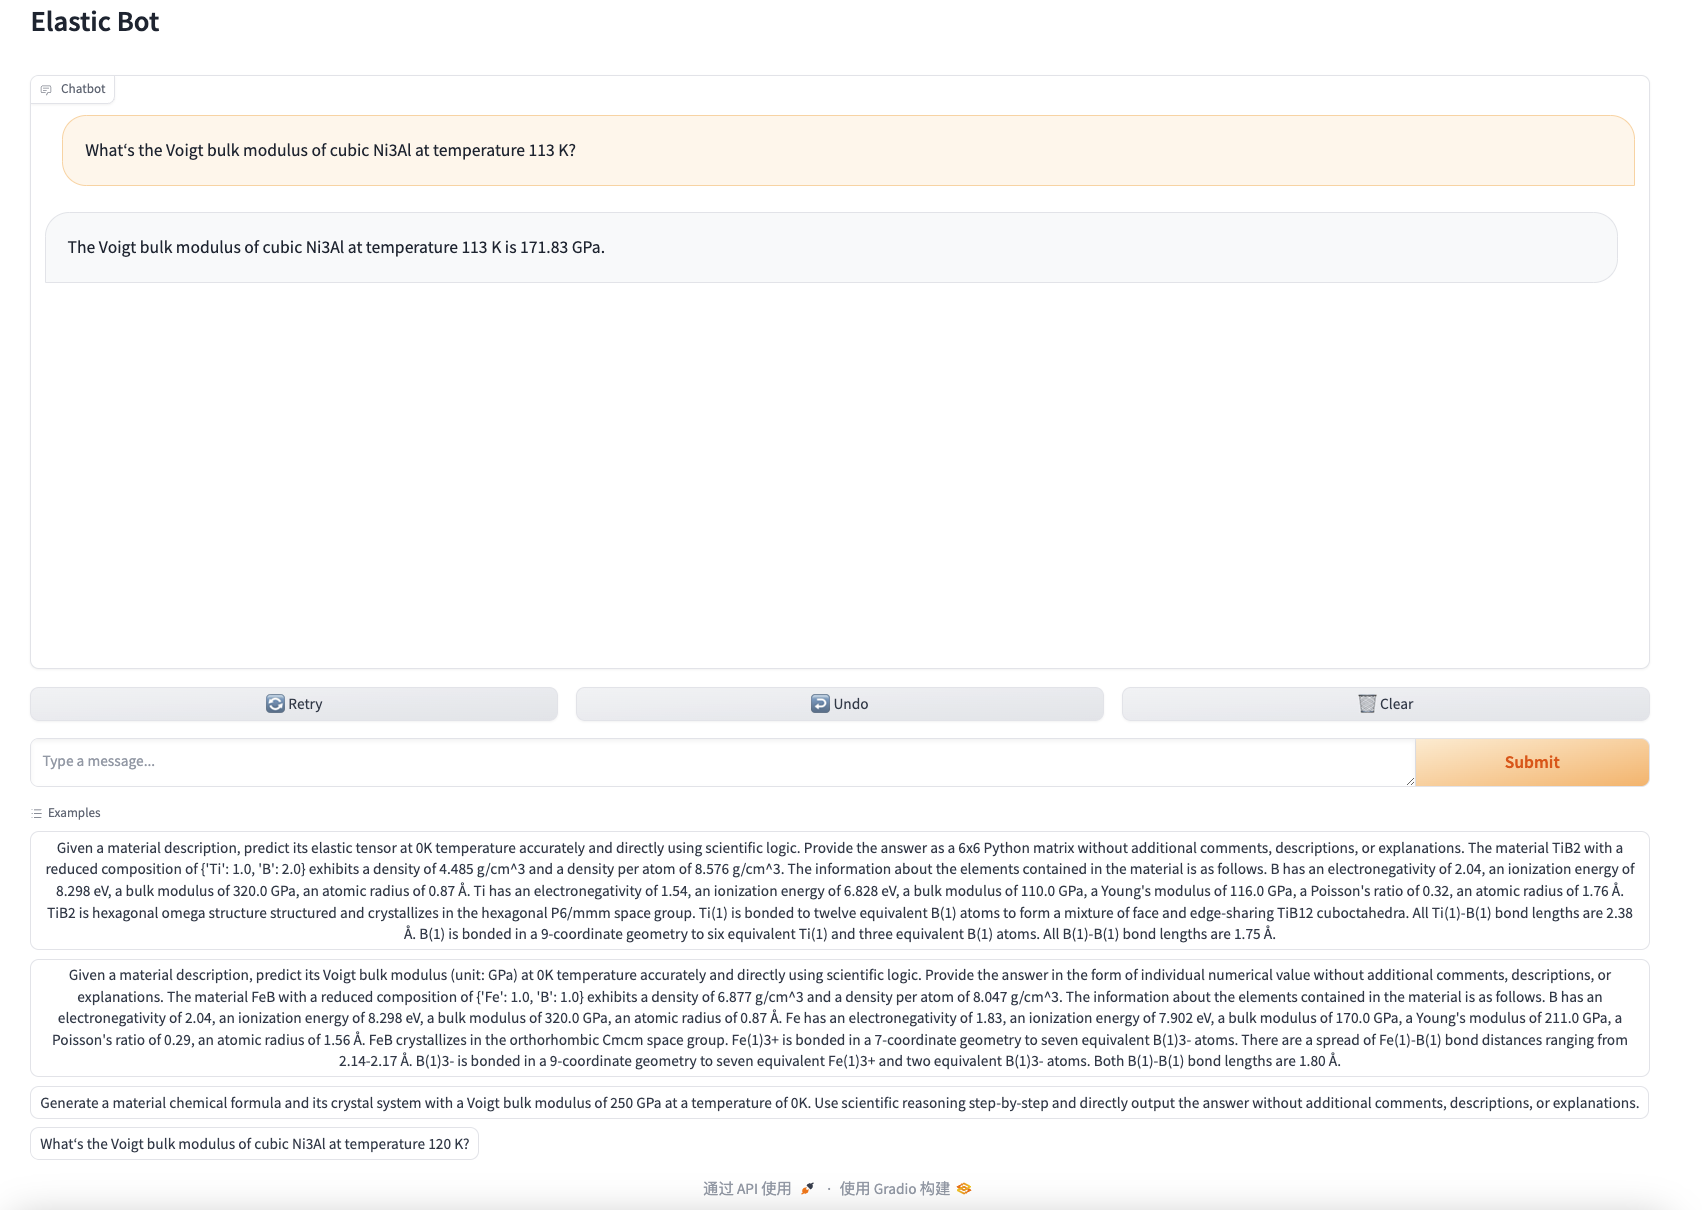 Elastic Bot
Chatbot
What‘s the Voigt bulk modulus of cubic Ni3Al at temperature 113 K?
The Voigt bulk modulus of cubic Ni3Al at temperature 113 K is 171.83 GPa.
Retry
Undo
Clear
Type a message...
Submit
Examples
Given a material description, predict its elastic tensor at 0K temperature accurately and directly using scientific logic. Provide the answer as a 6x6 Python matrix without additional comments, descriptions, or explanations. The material TiB2 with a
reduced composition of {'Ti': 1.0, 'B': 2.0} exhibits a density of 4.485 g/cm^3 and a density per atom of 8.576 g/cm^3. The information about the elements contained in the material is as follows. B has an electronegativity of 2.04, an ionization energy of
8.298 eV, a bulk modulus of 320.0 GPa, an atomic radius of 0.87 Å. Ti has an electronegativity of 1.54, an ionization energy of 6.828 eV, a bulk modulus of 110.0 GPa, a Young's modulus of 116.0 GPa, a Poisson's ratio of 0.32, an atomic radius of 1.76 Å.
TiB2 is hexagonal omega structure structured and crystallizes in the hexagonal P6/mmm space group. Ti(1) is bonded to twelve equivalent B(1) atoms to form a mixture of face and edge-sharing TiB12 cuboctahedra. All Ti(1)-B(1) bond lengths are 2.38
Å. B(1) is bonded in a 9-coordinate geometry to six equivalent Ti(1) and three equivalent B(1) atoms. All B(1)-B(1) bond lengths are 1.75 Å.
Given a material description, predict its Voigt bulk modulus (unit: GPa) at 0K temperature accurately and directly using scientific logic. Provide the answer in the form of individual numerical value without additional comments, descriptions, or
explanations. The material FeB with a reduced composition of {'Fe': 1.0, 'B': 1.0} exhibits a density of 6.877 g/cm^3 and a density per atom of 8.047 g/cm^3. The information about the elements contained in the material is as follows. B has an
electronegativity of 2.04, an ionization energy of 8.298 eV, a bulk modulus of 320.0 GPa, an atomic radius of 0.87 Å. Fe has an electronegativity of 1.83, an ionization energy of 7.902 eV, a bulk modulus of 170.0 GPa, a Young's modulus of 211.0 GPa, a
Poisson's ratio of 0.29, an atomic radius of 1.56 Å. FeB crystallizes in the orthorhombic Cmcm space group. Fe(1)3+ is bonded in a 7-coordinate geometry to seven equivalent B(1)3- atoms. There are a spread of Fe(1)-B(1) bond distances ranging from
2.14-2.17 Å. B(1)3- is bonded in a 9-coordinate geometry to seven equivalent Fe(1)3+ and two equivalent B(1)3- atoms. Both B(1)-B(1) bond lengths are 1.80 Å.
Generate a material chemical formula and its crystal system with a Voigt bulk modulus of 250 GPa at a temperature of 0K. Use scientific reasoning step-by-step and directly output the answer without additional comments, descriptions, or explanations.
What‘s the Voigt bulk modulus of cubic Ni3Al at temperature 120 K?
通过 API 使用 · 使用 Gradio 构建